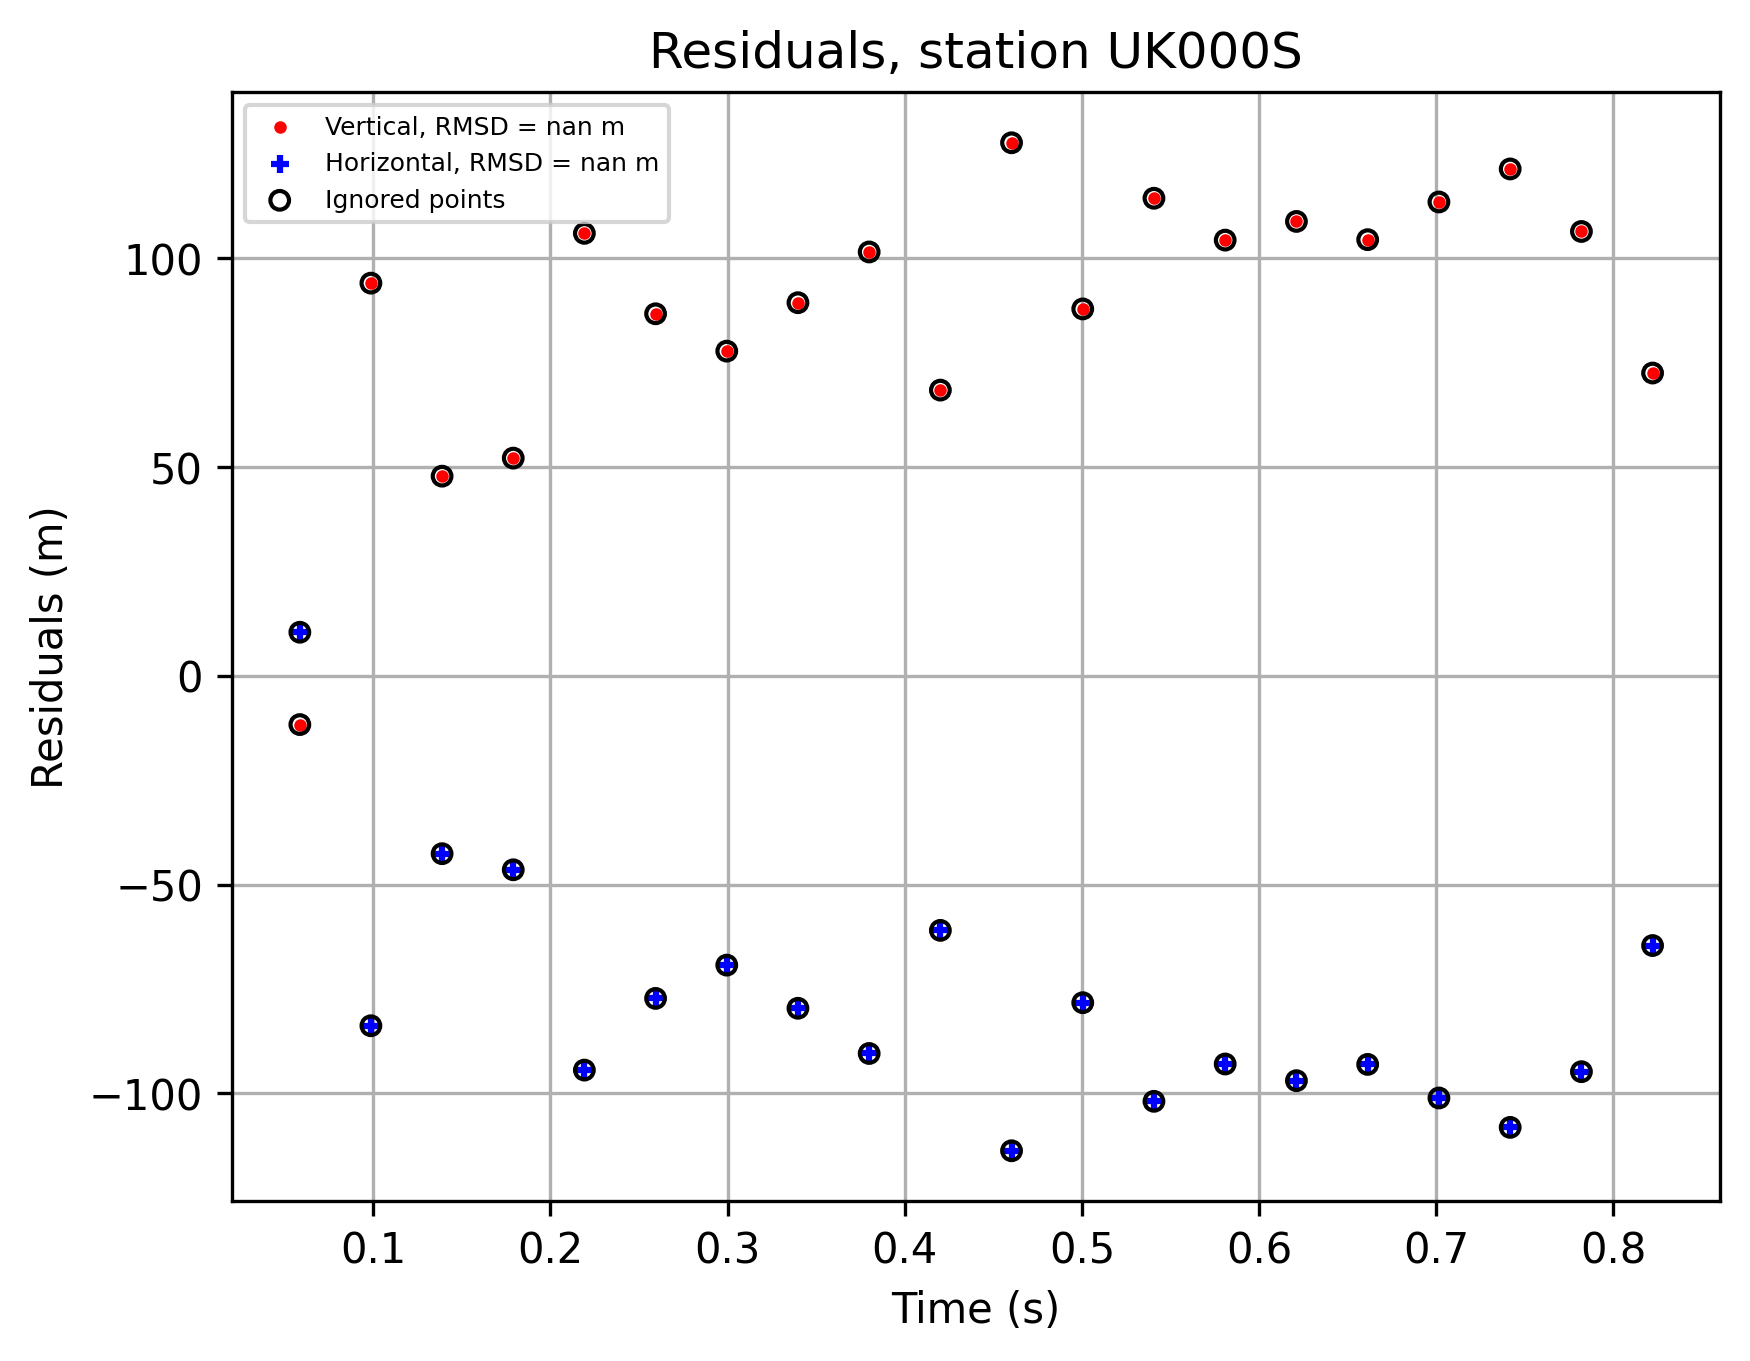 Residuals, station UK000S
Vertical, RMSD = nan m
Horizontal, RMSD = nan m
Ignored points
100
50
0
−50
−100
Residuals (m)
0.1 0.2 0.3 0.4 0.5 0.6 0.7 0.8
Time (s)